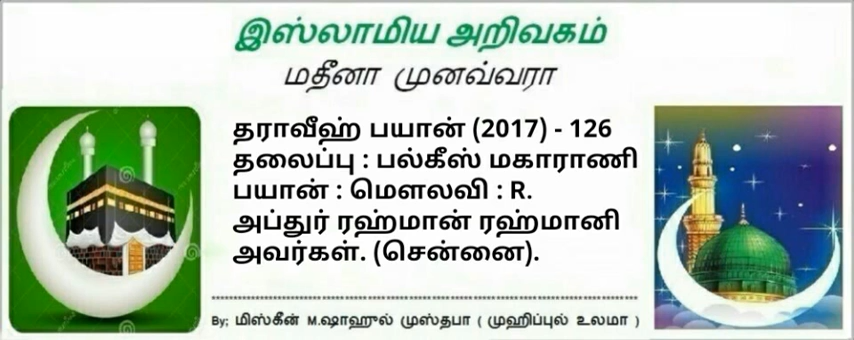 இஸ்லாமிய அறிவகம்
மதீனா முனவ்வரா
தராவீஹ் பயான் (2017) - 126
தலைப்பு : பல்கீஸ் மகாராணி
பயான் : மௌலவி : R.
அப்துர் ரஹ்மான் ரஹ்மானி
அவர்கள். (சென்னை).
By; மிஸ்கீன் M.ஷாஹுல் முஸ்தபா ( முஹிப்புல் உலமா )